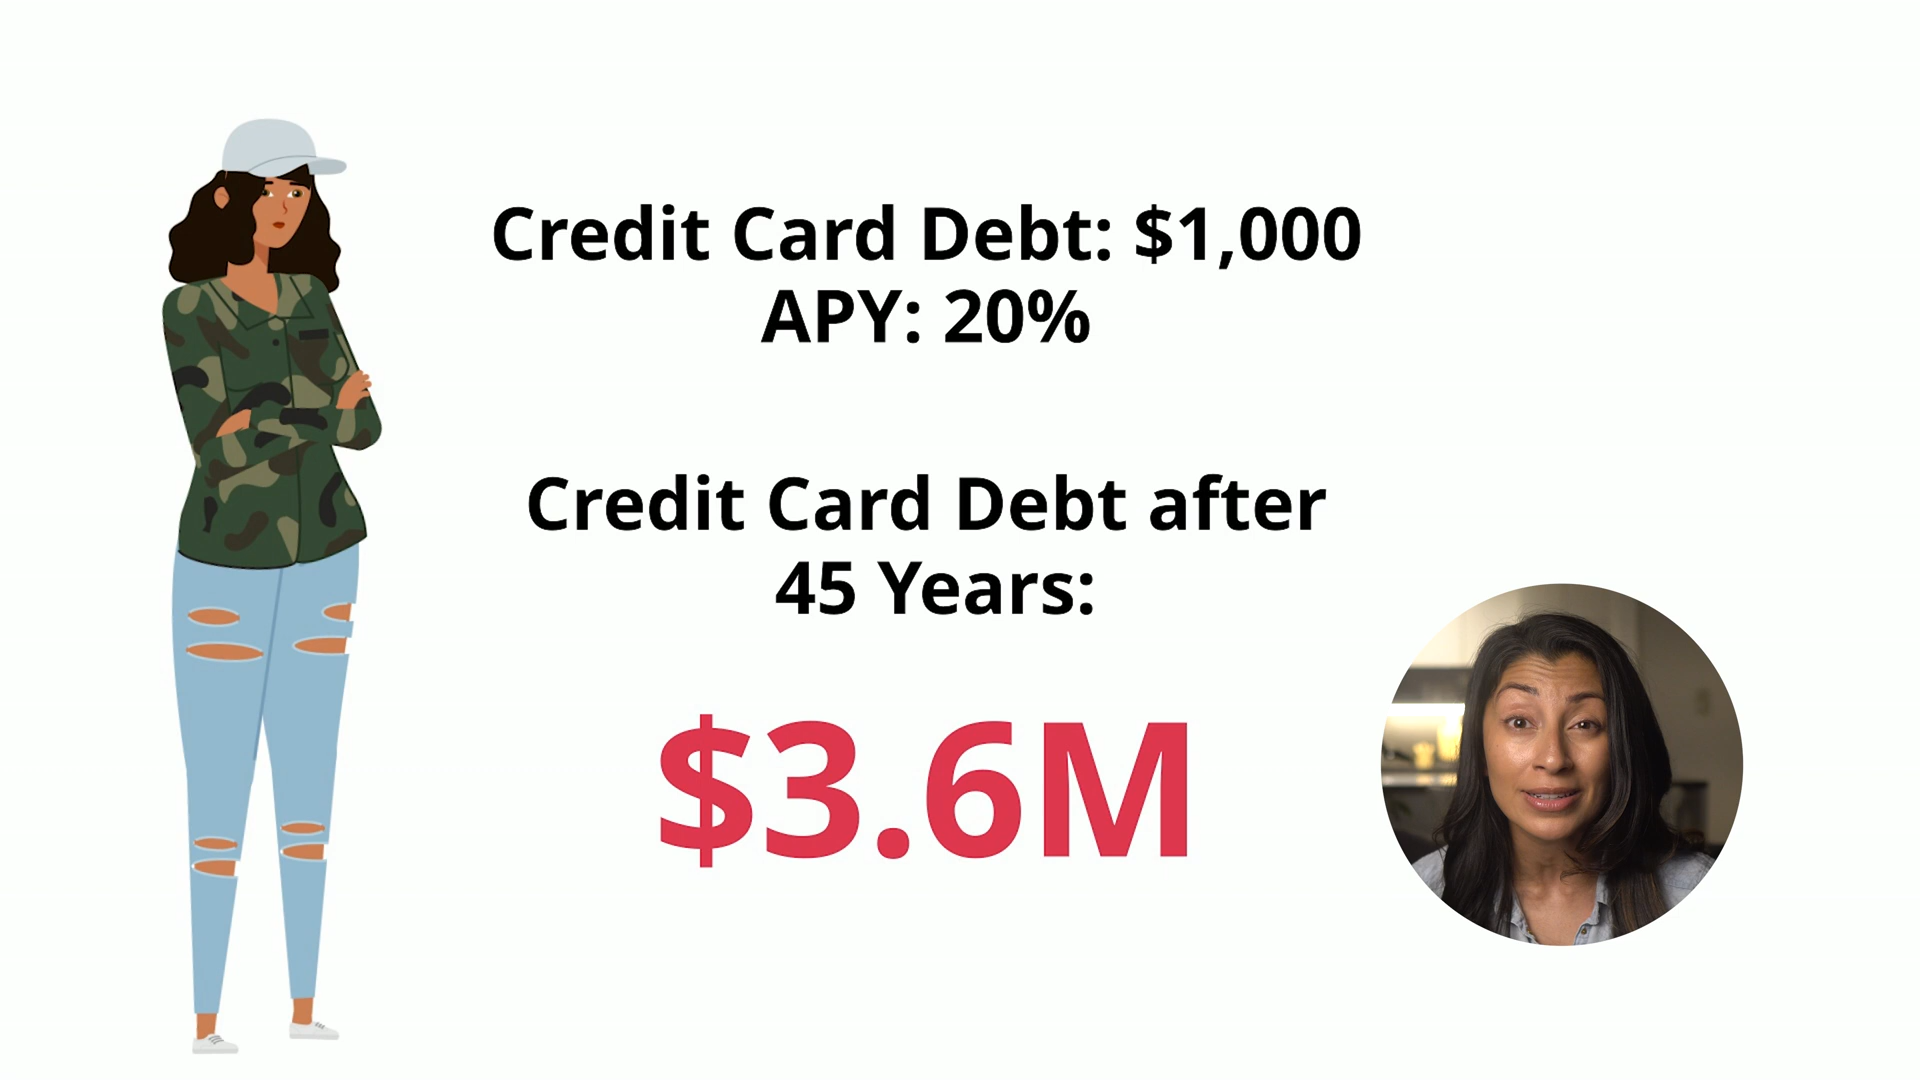 Credit Card Debt: $1,000
APY: 20%
Credit Card Debt after
45 Years:
$3.6M